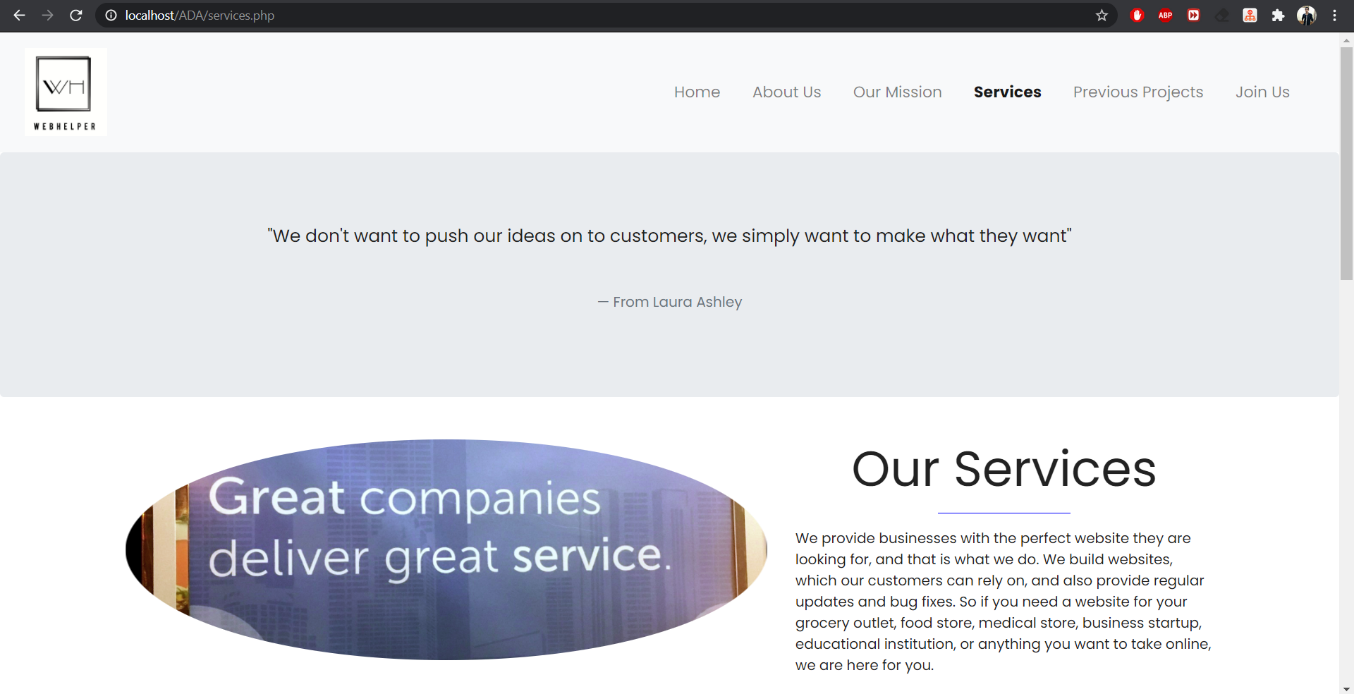 localhost/ADA/services.php
ABP
WH
WEBHELPER
Home About Us Our Mission Services Previous Projects Join Us
"We don't want to push our ideas on to customers, we simply want to make what they want"
— From Laura Ashley
Great companies
deliver great service.
Our Services
We provide businesses with the perfect website they are
looking for, and that is what we do. We build websites,
which our customers can rely on, and also provide regular
updates and bug fixes. So if you need a website for your
grocery outlet, food store, medical store, business startup,
educational institution, or anything you want to take online,
we are here for you.